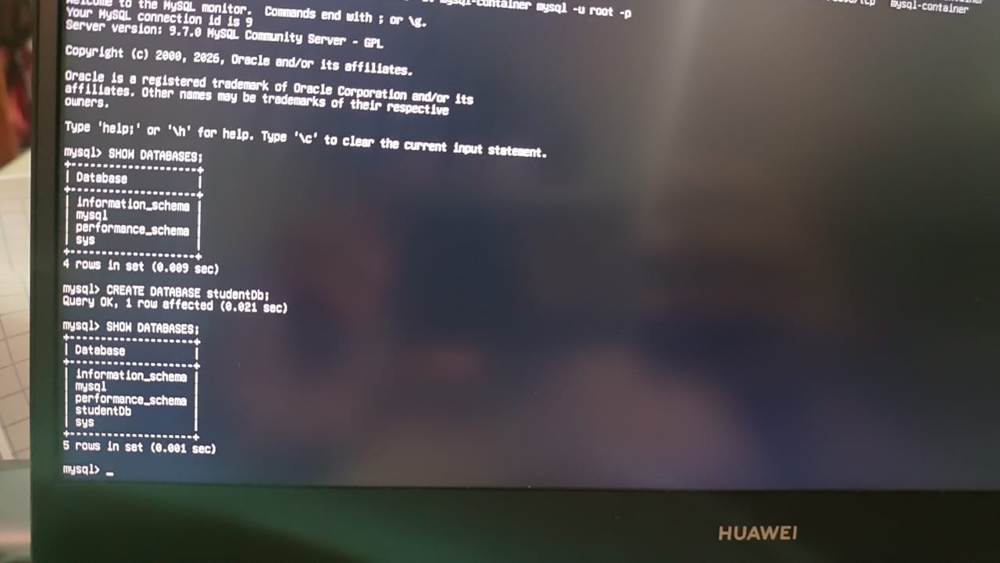 mysql-container mysql -u root -p
mysql-container
Welcome to the MySQL monitor.  Commands end with ; or \g.
Your MySQL connection id is 9
Server version: 9.7.0 MySQL Community Server - GPL
Copyright (c) 2000, 2026, Oracle and/or its affiliates.
Oracle is a registered trademark of Oracle Corporation and/or its
affiliates. Other names may be trademarks of their respective
owners.
Type 'help;' or '\h' for help. Type '\c' to clear the current input statement.
mysql> SHOW DATABASES;
+--------------------+
| Database           |
+--------------------+
| information_schema |
| mysql              |
| performance_schema |
| sys                |
+--------------------+
4 rows in set (0.009 sec)
mysql> CREATE DATABASE studentDb;
Query OK, 1 row affected (0.021 sec)
mysql> SHOW DATABASES;
+--------------------+
| Database           |
+--------------------+
| information_schema |
| mysql              |
| performance_schema |
| studentDb          |
| sys                |
+--------------------+
5 rows in set (0.001 sec)
mysql> _
HUAWEI